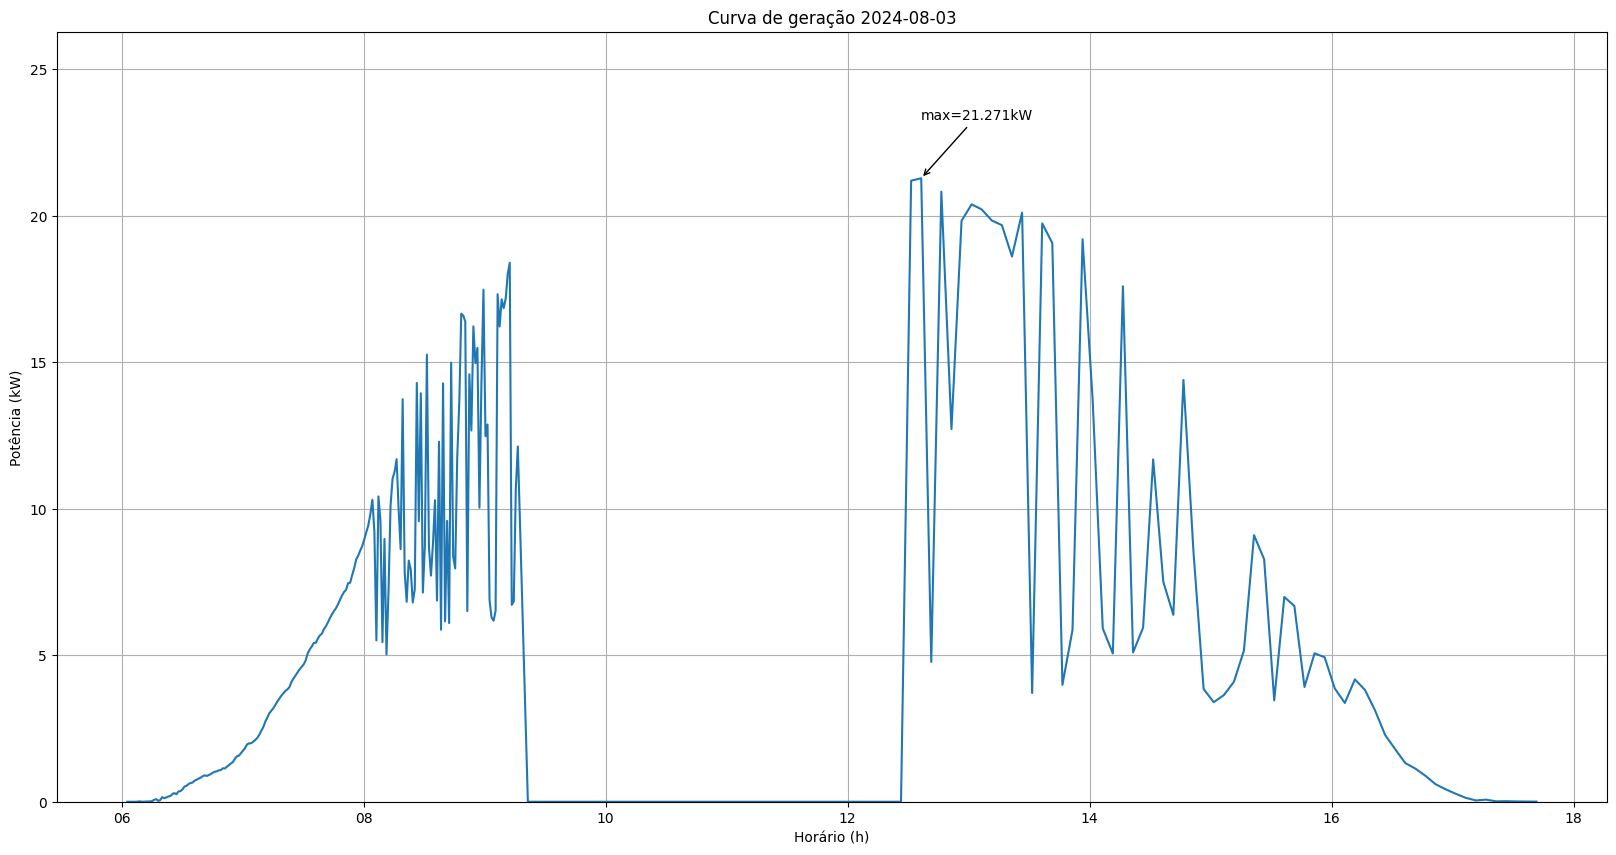 Curva de geração 2024-08-03
25
max=21.271kW
20
15
Potência (kW)
10
5
0
06 08 10 12 14 16 18
Horário (h)